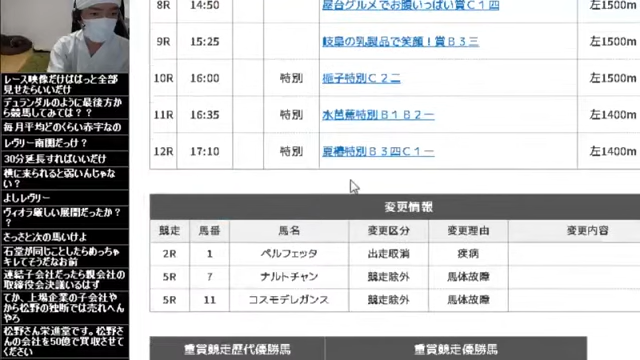 レース映像だけぱぱっと全部
見せたらいいだけ
デュランダルのように最後方か
ら競馬してみては？？
毎月平均どのくらい赤字なの
レヴリー南関だっけ？
30分延長すればいいだけ
横に来られると弱いんじゃな
い？
よしレヴリー
ヴィオラ厳しい展開だったか？
？
さっさと次の馬いけよ
石堂が同じことしたらめっちゃ
キレてそうだなお前
連結子会社だったら親会社の
取締役会決議いるはず
てか、上場企業の子会社や
から松野の独断では売れへん
やろ
松野さん栄進堂です。松野さ
んの会社を50億で買収させて
ください
8R 14:50 屋台グルメでお腹いっぱい賞Ｃ１四 左1500m
9R 15:25 岐阜の乳製品で笑顔！賞Ｂ３三 左1500m
10R 16:00 特別 梔子特別Ｃ２二 左1600m
11R 16:35 特別 水芭蕉特別Ｂ１Ｂ２一 左1400m
12R 17:10 特別 夏椿特別Ｂ３四Ｃ１一 左1400m
変更情報
競走 馬番 馬名 変更区分 変更理由 変更内容
2R 1 ペルフェッタ 出走取消 疾病
5R 7 ナルトチャン 競走除外 馬体故障
5R 11 コスモデレガンス 競走除外 馬体故障
重賞競走歴代優勝馬 重賞競走優勝馬